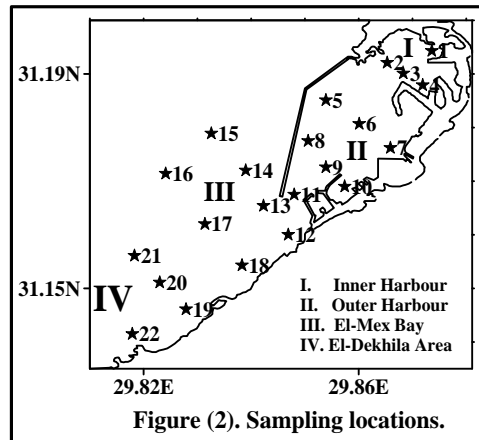 I
1
2
3
4
31.19N
5
6
15
8
7
II
9
14
16
10
III
11
13
17
12
21
18
20
31.15N
IV
19
22
I. Inner Harbour
II. Outer Harbour
III. El-Mex Bay
IV. El-Dekhila Area
29.82E 29.86E
Figure (2). Sampling locations.